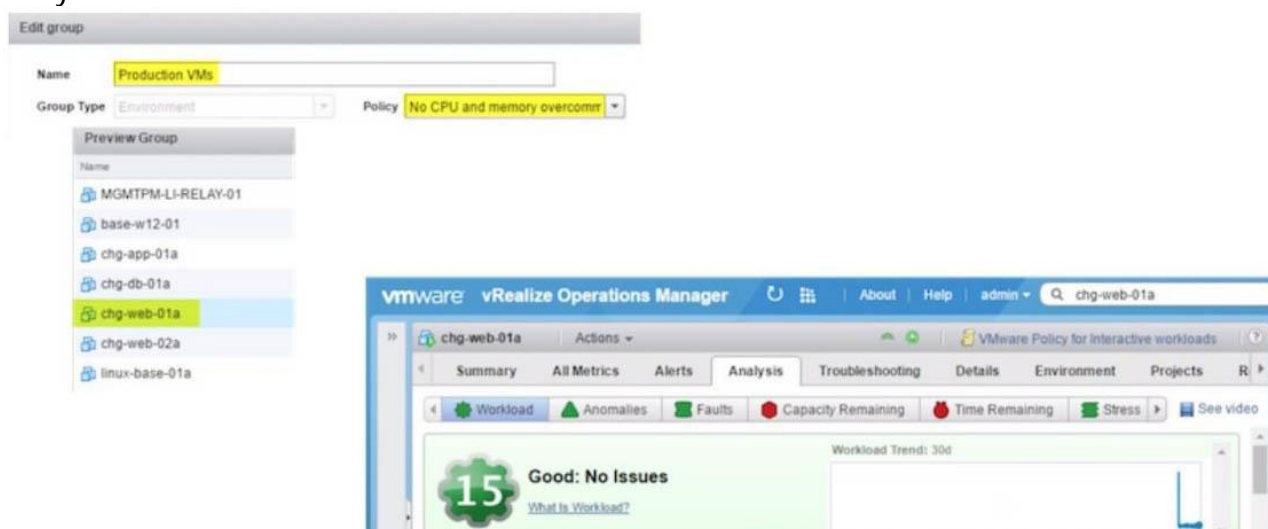 Edit group
Name Production VMs
Group Type Environment Policy No CPU and memory overcomm
Preview Group
Name
MGMTPM-LI-RELAY-01
base-w12-01
chg-app-01a
chg-db-01a
chg-web-01a
chg-web-02a
linux-base-01a
vmware vRealize Operations Manager About Help admin chg-web-01a
chg-web-01a Actions VMware Policy for Interactive workloads ?
Summary All Metrics Alerts Analysis Troubleshooting Details Environment Projects R
Workload Anomalies Faults Capacity Remaining Time Remaining Stress See video
Workload Trend: 30d
15 Good: No Issues
What Is Workload?